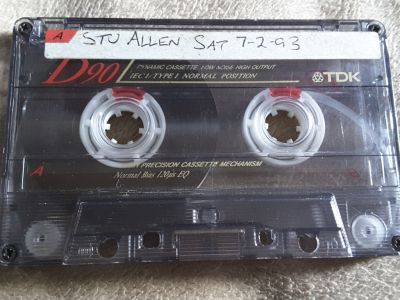 A STU ALLEN SAT 7-2-93
D90 DYNAMIC CASSETTE LOW NOISE HIGH OUTPUT
IEC I / TYPE I NORMAL POSITION
TDK
PRECISION CASSETTE MECHANISM
A
Normal Bias 120µs EQ